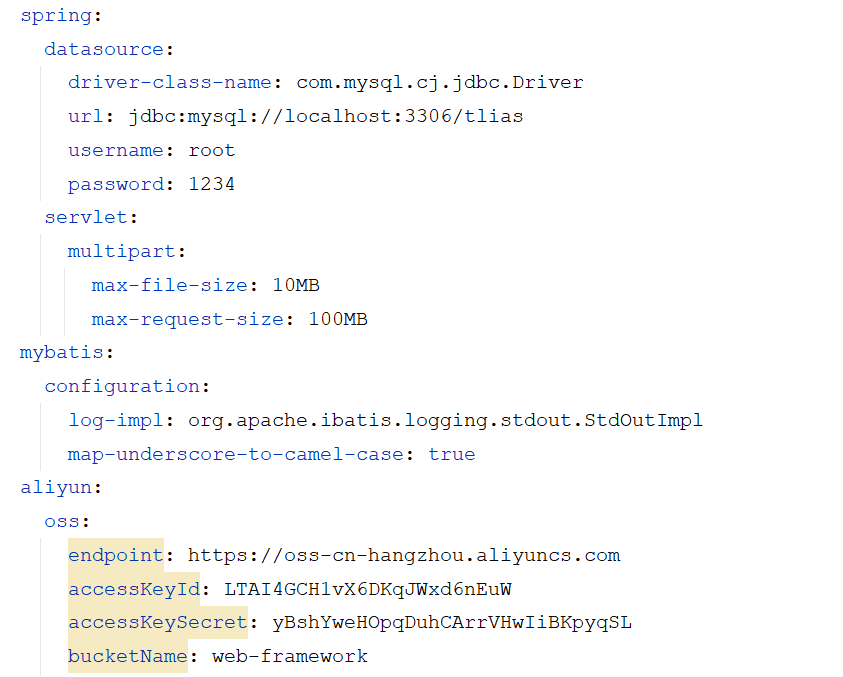 spring:
  datasource:
    driver-class-name: com.mysql.cj.jdbc.Driver
    url: jdbc:mysql://localhost:3306/tlias
    username: root
    password: 1234
  servlet:
    multipart:
      max-file-size: 10MB
      max-request-size: 100MB
mybatis:
  configuration:
    log-impl: org.apache.ibatis.logging.stdout.StdOutImpl
    map-underscore-to-camel-case: true
aliyun:
  oss:
    endpoint: https://oss-cn-hangzhou.aliyuncs.com
    accessKeyId: LTAI4GCH1vX6DKqJWxd6nEuW
    accessKeySecret: yBshYweHOpqDuhCArrVHwIiBKpyqSL
    bucketName: web-framework